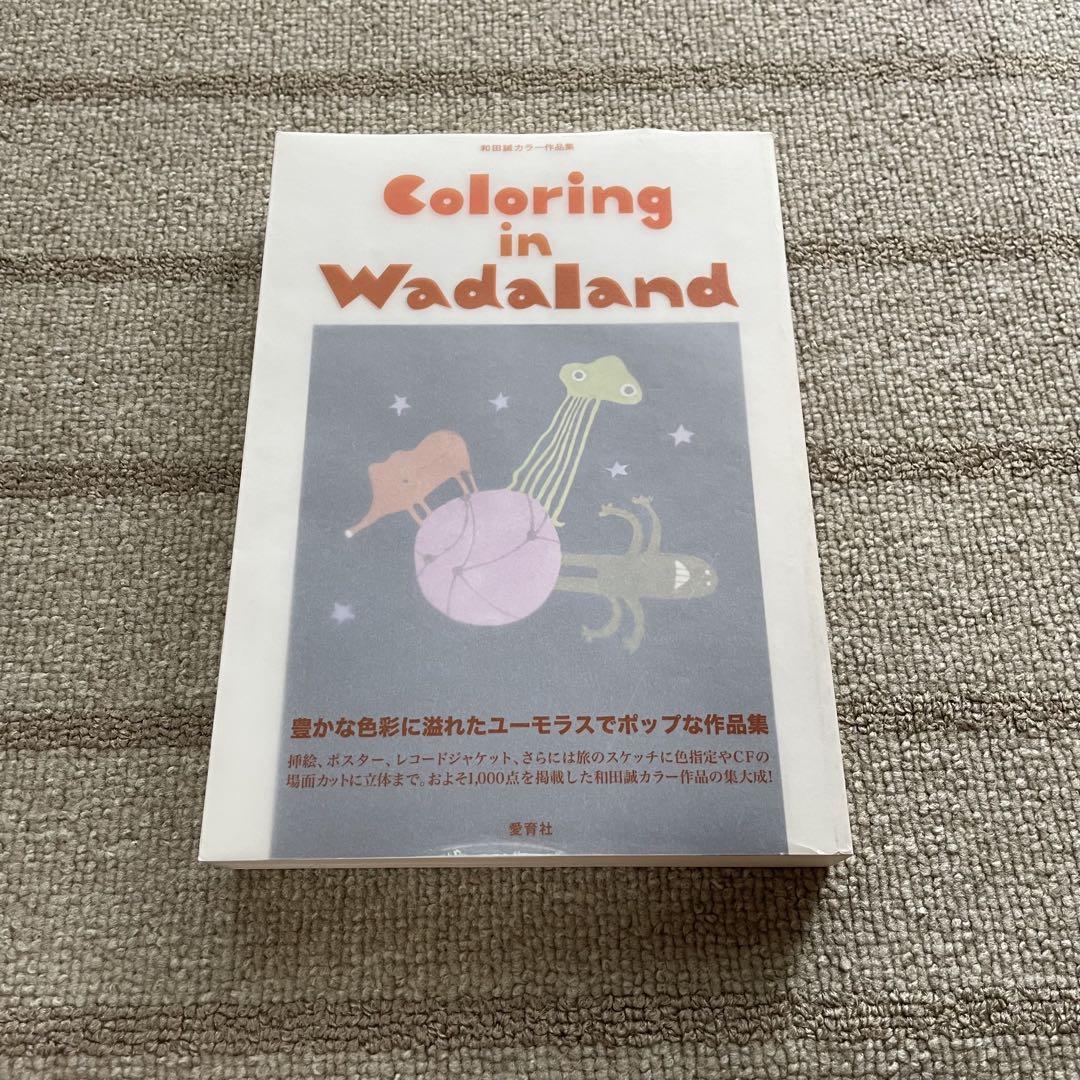 和田誠カラー作品集
Coloring
in
Wadaland
豊かな色彩に溢れたユーモラスでポップな作品集
挿絵、ポスター、レコードジャケット、さらには旅のスケッチに色指定やCFの
場面カットに立体まで。およそ1,000点を掲載した和田誠カラー作品の集大成!
愛育社